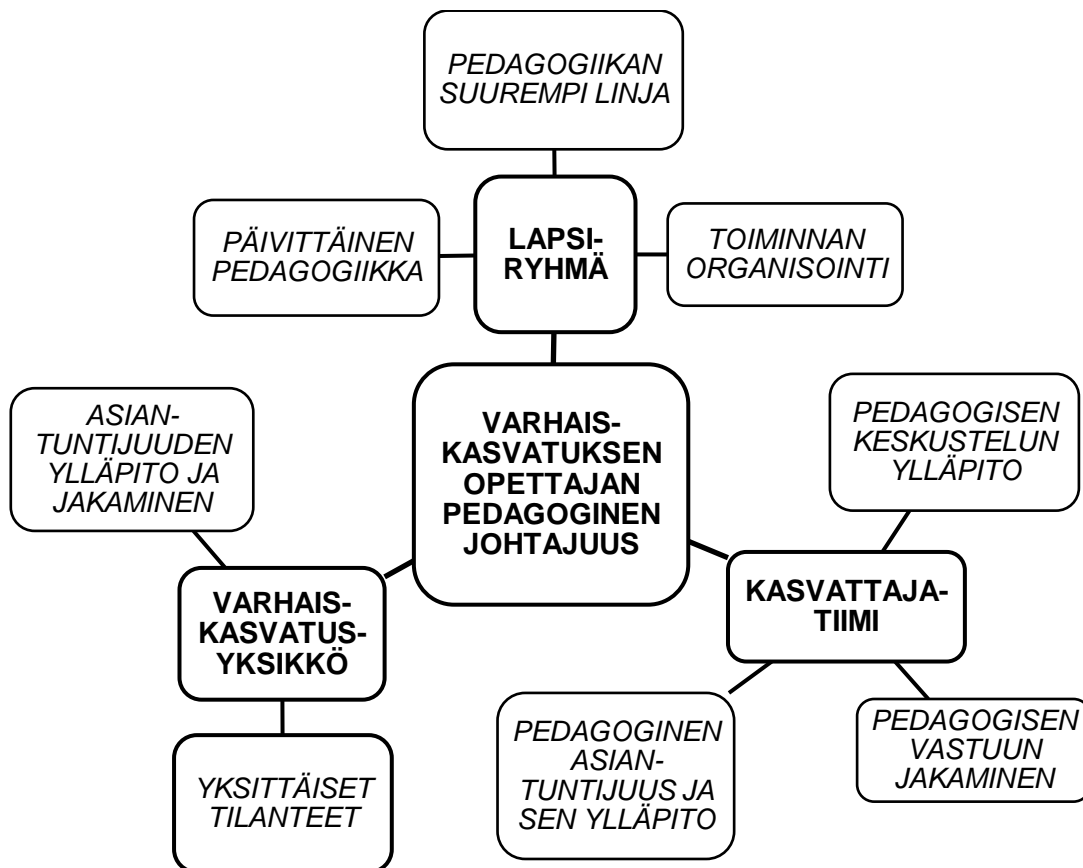 PEDAGOGIIKAN
SUUREMPI LINJA
PÄIVITTÄINEN
PEDAGOGIIKKA
LAPSI-
RYHMÄ
TOIMINNAN
ORGANISOINTI
ASIAN-
TUNTIJUUDEN
YLLÄPITO JA
JAKAMINEN
VARHAIS-
KASVATUKSEN
OPETTAJAN
PEDAGOGINEN
JOHTAJUUS
PEDAGOGISEN
KESKUSTELUN
YLLÄPITO
VARHAIS-
KASVATUS-
YKSIKKÖ
KASVATTAJA-
TIIMI
YKSITTÄISET
TILANTEET
PEDAGOGINEN
ASIAN-
TUNTIJUUS JA
SEN YLLÄPITO
PEDAGOGISEN
VASTUUN
JAKAMINEN